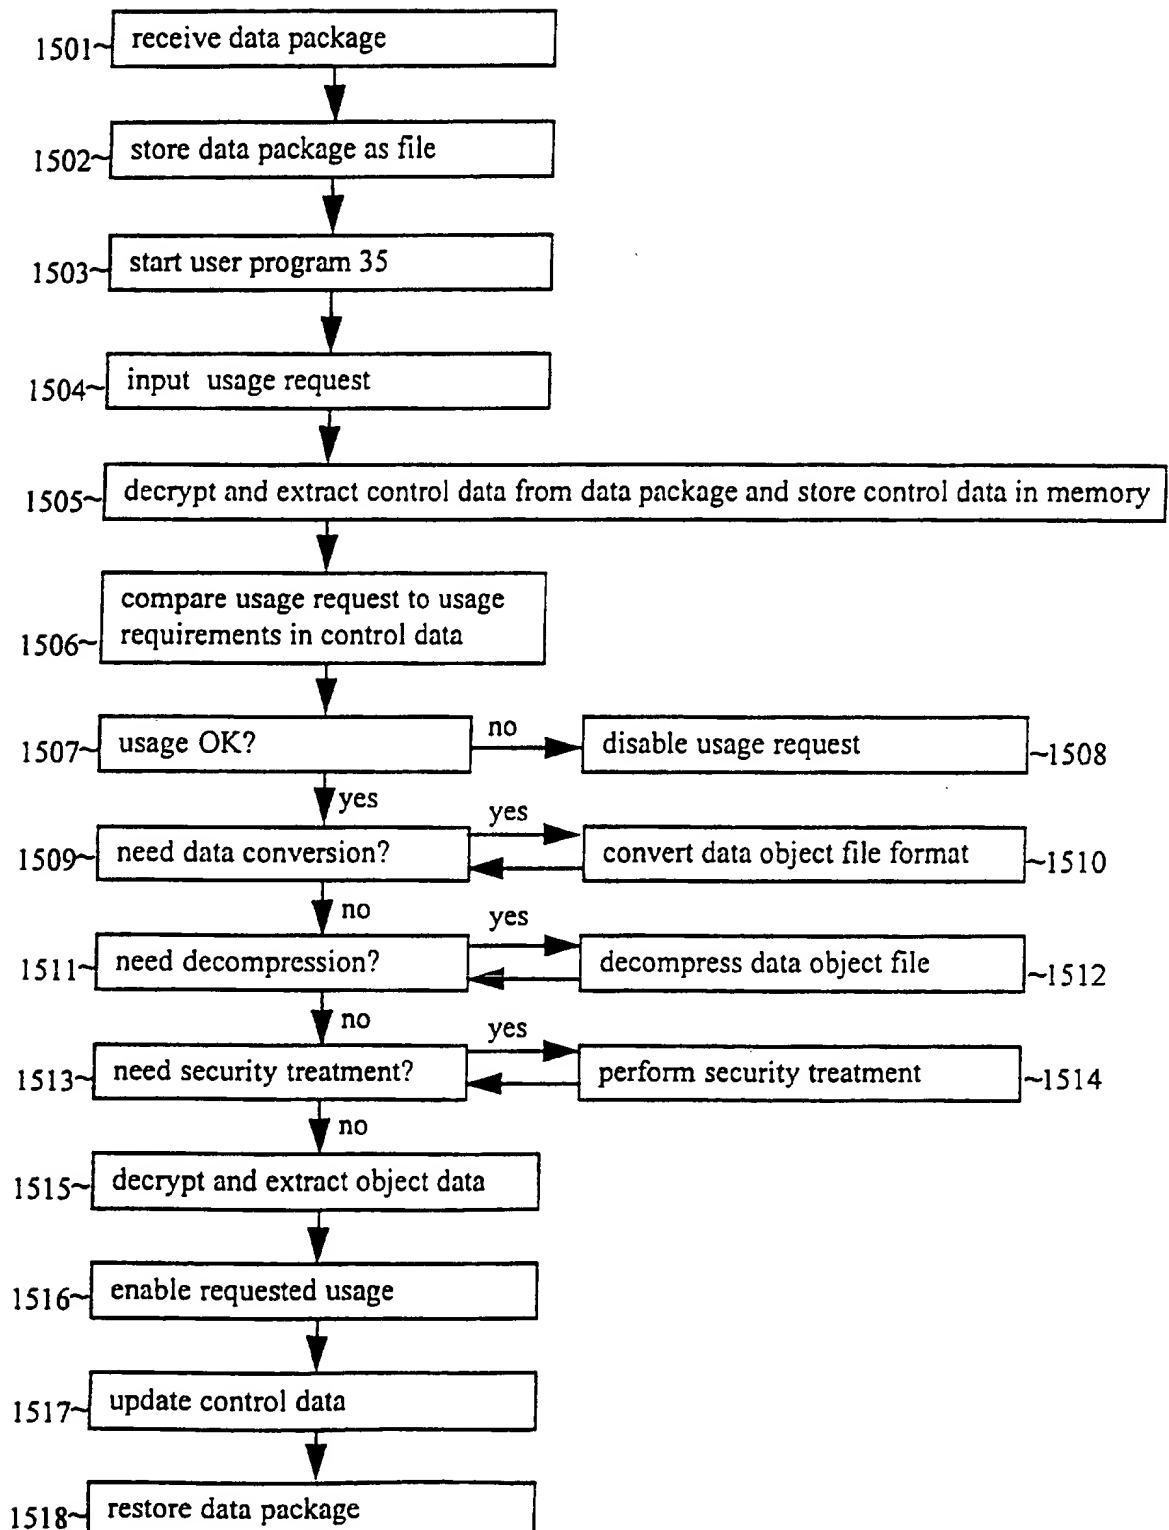 1501~ receive data package
1502~ store data package as file
1503~ start user program 35
1504~ input usage request
1505~ decrypt and extract control data from data package and store control data in memory
compare usage request to usage
1506~ requirements in control data
1507~ usage OK? no disable usage request ~1508
yes
yes
1509~ need data conversion? convert data object file format ~1510
no
yes
1511~ need decompression? decompress data object file ~1512
no
yes
1513~ need security treatment? perform security treatment ~1514
no
1515~ decrypt and extract object data
1516~ enable requested usage
1517~ update control data
1518~ restore data package